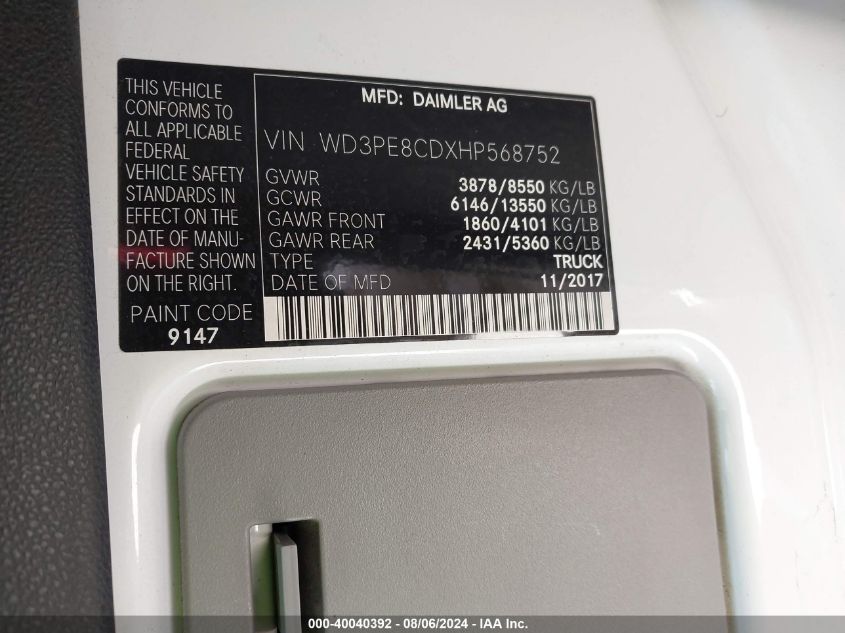 THIS VEHICLE
CONFORMS TO
ALL APPLICABLE
FEDERAL
VEHICLE SAFETY
STANDARDS IN
EFFECT ON THE
DATE OF MANU-
FACTURE SHOWN
ON THE RIGHT.
PAINT CODE
9147
MFD: DAIMLER AG
VIN WD3PE8CDXHP568752
GVWR 3878/8550 KG/LB
GCWR 6146/13550 KG/LB
GAWR FRONT 1860/4101 KG/LB
GAWR REAR 2431/5360 KG/LB
TYPE TRUCK
DATE OF MFD 11/2017
000-40040392 - 08/06/2024 - IAA Inc.